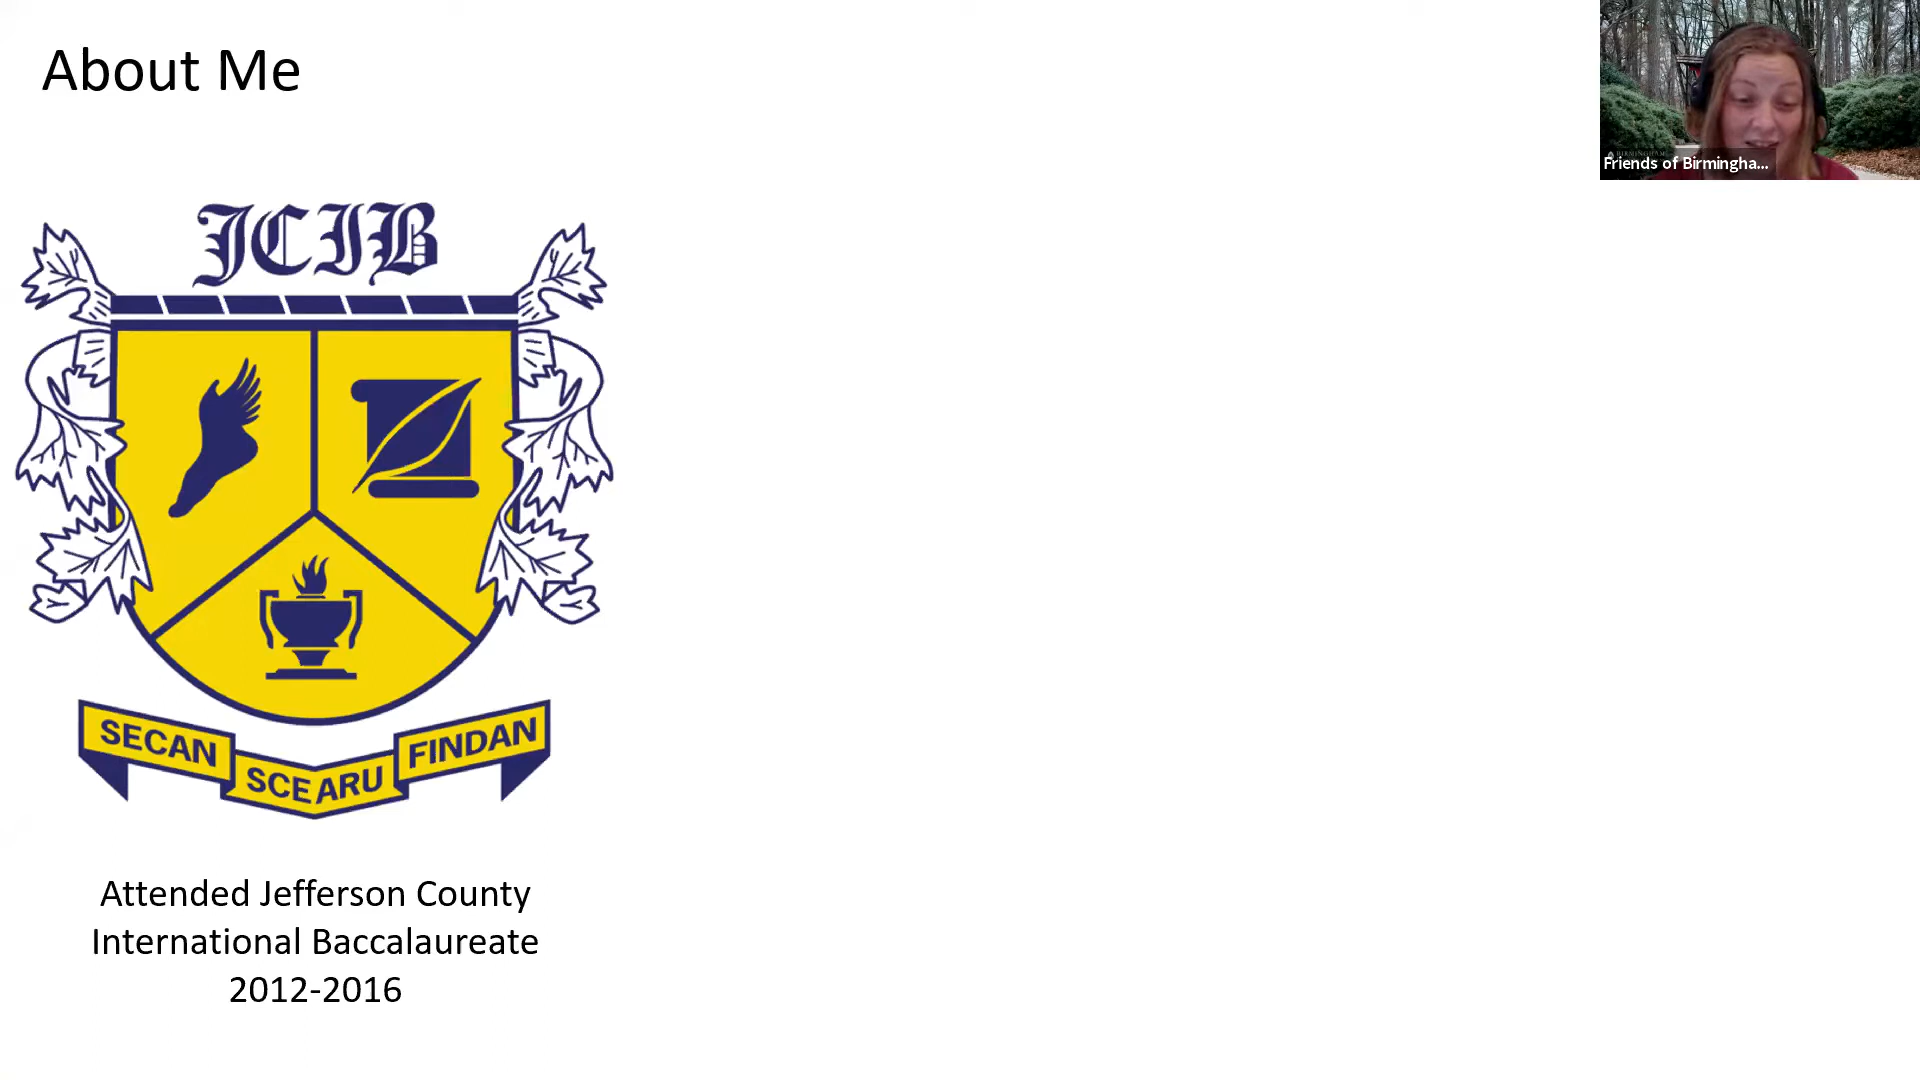 About Me
Friends of Birmingha...
JCIB
SECAN
SCEARU
FINDAN
Attended Jefferson County
International Baccalaureate
2012-2016